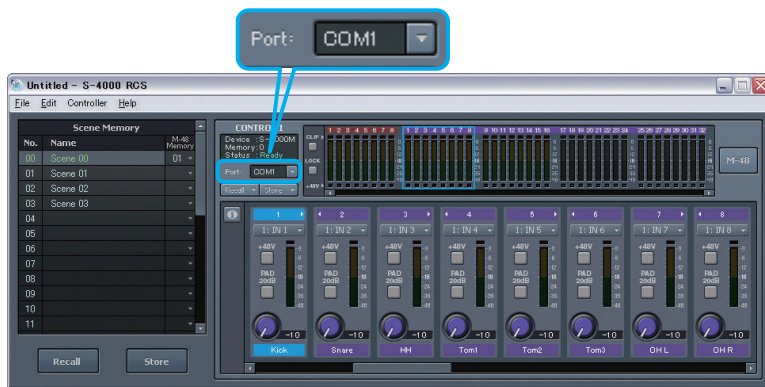 Port: COM1
Untitled - S-4000 RCS
File Edit Controller Help
Scene Memory
No. Name M-48 Memory
00 Scene 00 01
01 Scene 01
02 Scene 02
03 Scene 03
04
05
06
07
08
09
10
11
Recall Store
CONTROL 1
Device : S-4000M
Memory: 0
Status : Ready
Port: COM1
Recall Store
CLIP
LOCK
+48V
1 2 3 4 5 6 7 8 1 2 3 4 5 6 7 8 9 10 11 12 13 14 15 16 17 18 19 20 21 22 23 24 25 26 27 28 29 30 31 32
M-48
1 2 3 4 5 6 7 8
1: IN 1 1: IN 2 1: IN 3 1: IN 4 1: IN 5 1: IN 6 1: IN 7 1: IN 8
+48V +48V +48V +48V +48V +48V +48V +48V
PAD 20dB PAD 20dB PAD 20dB PAD 20dB PAD 20dB PAD 20dB PAD 20dB PAD 20dB
-10 -10 -10 -10 -10 -10 -10 -10
Kick Snare HH Tom1 Tom2 Tom3 OH L OH R